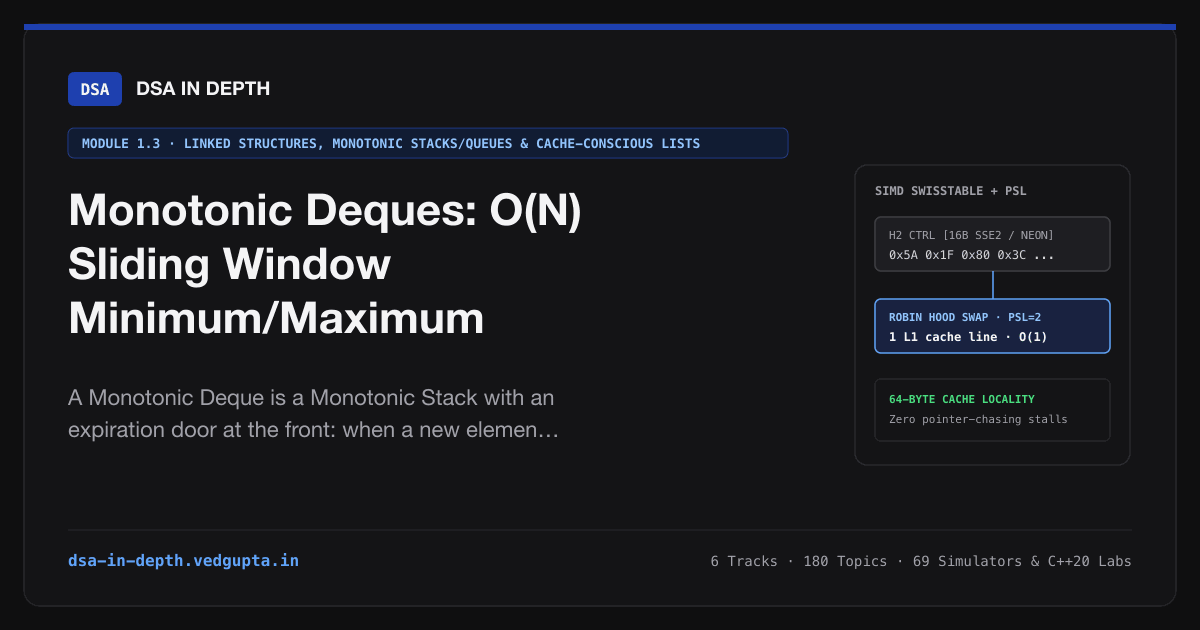 DSA DSA IN DEPTH
MODULE 1.3 · LINKED STRUCTURES, MONOTONIC STACKS/QUEUES & CACHE-CONSCIOUS LISTS
Monotonic Deques: O(N)
Sliding Window
Minimum/Maximum
A Monotonic Deque is a Monotonic Stack with an
expiration door at the front: when a new elemen…
SIMD SWISSTABLE + PSL
H2 CTRL [16B SSE2 / NEON]
0x5A 0x1F 0x80 0x3C ...
ROBIN HOOD SWAP · PSL=2
1 L1 cache line · O(1)
64-BYTE CACHE LOCALITY
Zero pointer-chasing stalls
dsa-in-depth.vedgupta.in
6 Tracks · 180 Topics · 69 Simulators & C++20 Labs